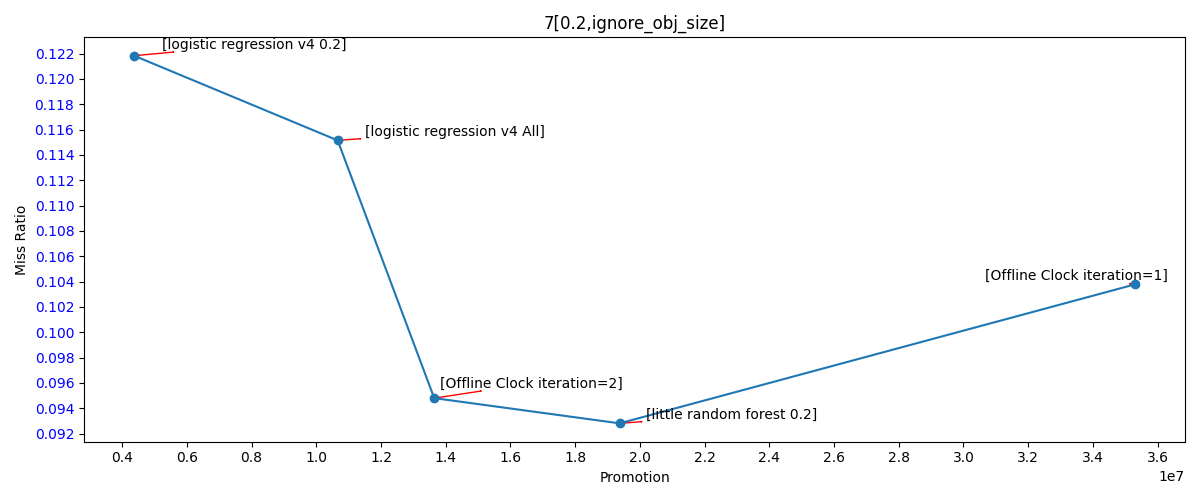 7[0.2,ignore_obj_size]
[logistic regression v4 0.2]
[logistic regression v4 All]
[Offline Clock iteration=1]
[Offline Clock iteration=2]
[little random forest 0.2]
Miss Ratio
0.122
0.120
0.118
0.116
0.114
0.112
0.110
0.108
0.106
0.104
0.102
0.100
0.098
0.096
0.094
0.092
0.4 0.6 0.8 1.0 1.2 1.4 1.6 1.8 2.0 2.2 2.4 2.6 2.8 3.0 3.2 3.4 3.6
1e7
Promotion